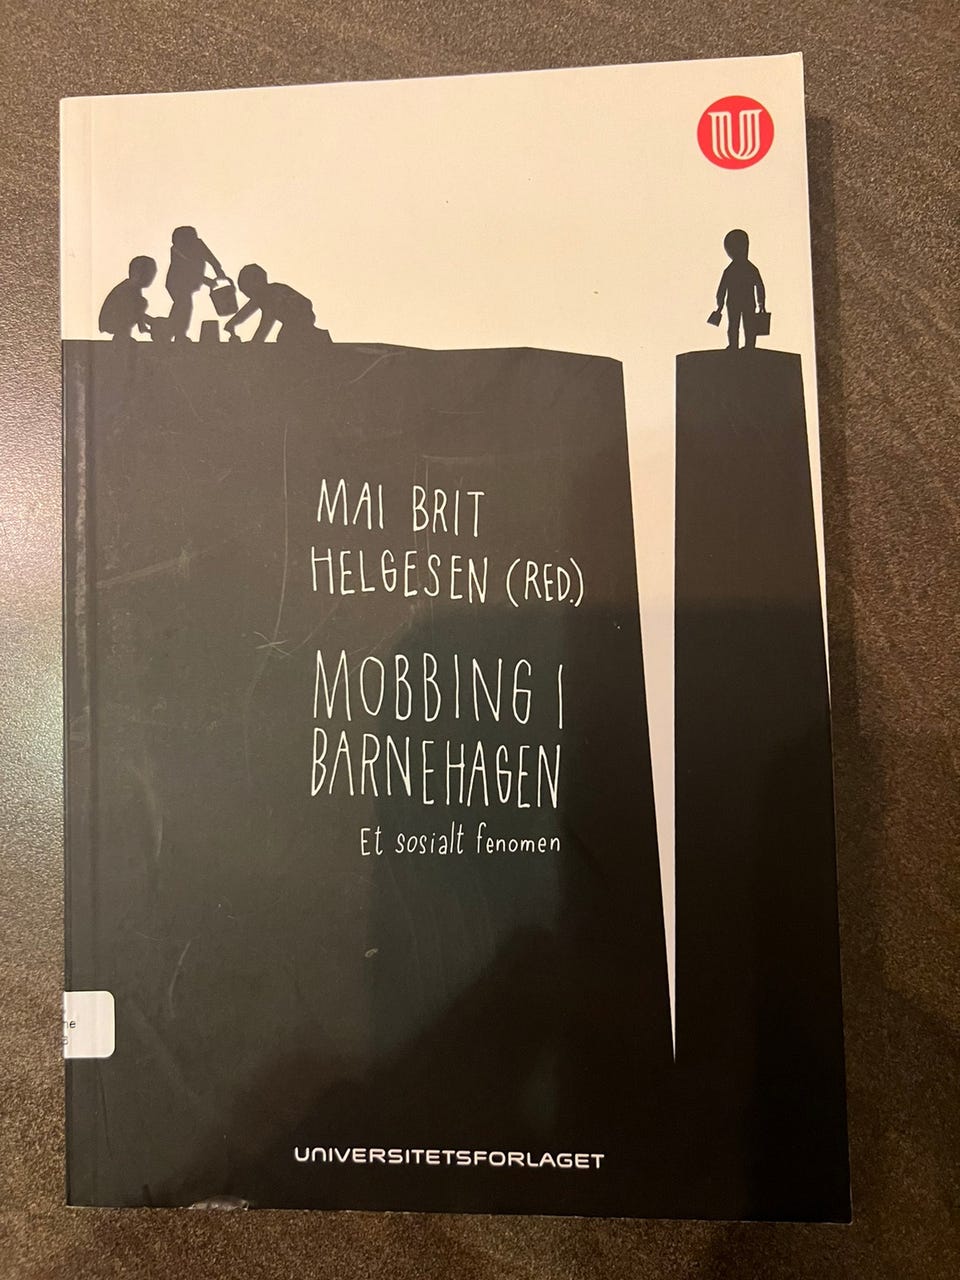 MAI BRIT
HELGESEN (RED.)
MOBBING I
BARNEHAGEN
Et sosialt fenomen
UNIVERSITETSFORLAGET